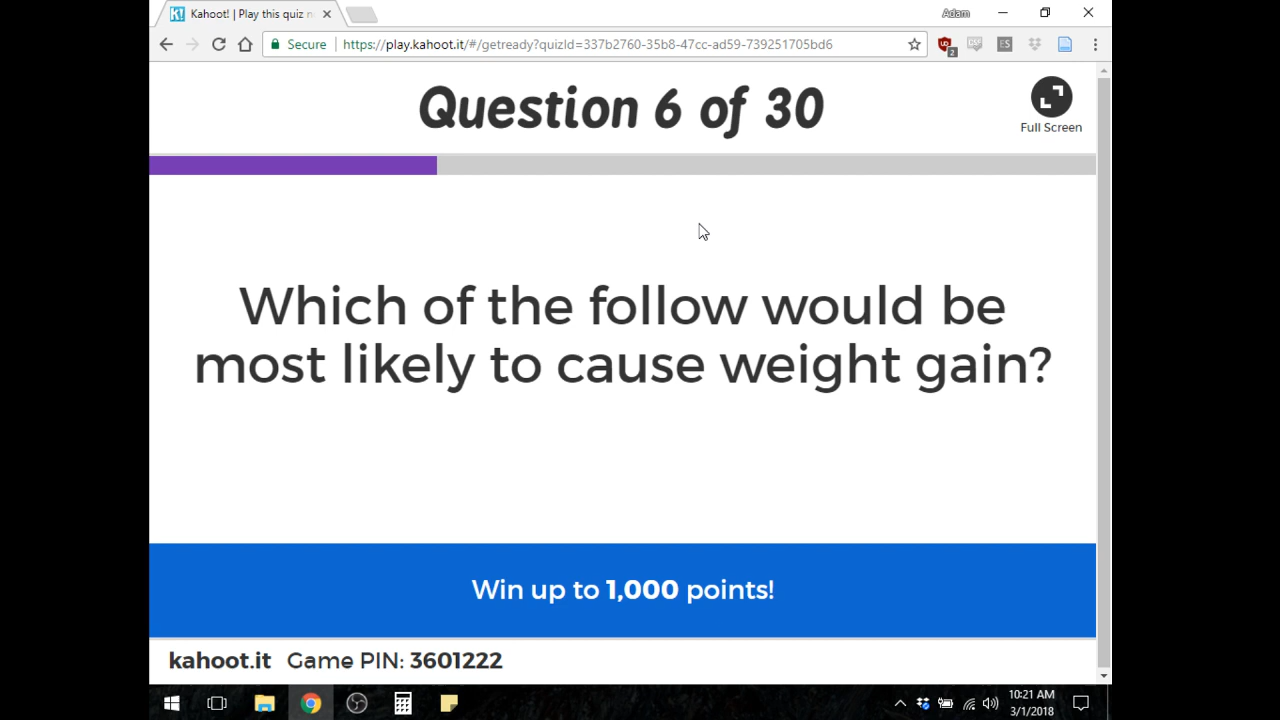 Kahoot! | Play this quiz n
Adam
Secure https://play.kahoot.it/#/getready?quizId=337b2760-35b8-47cc-ad59-739251705bd6
2
ES
Question 6 of 30
Full Screen
Which of the follow would be
most likely to cause weight gain?
Win up to 1,000 points!
kahoot.it Game PIN: 3601222
10:21 AM
3/1/2018